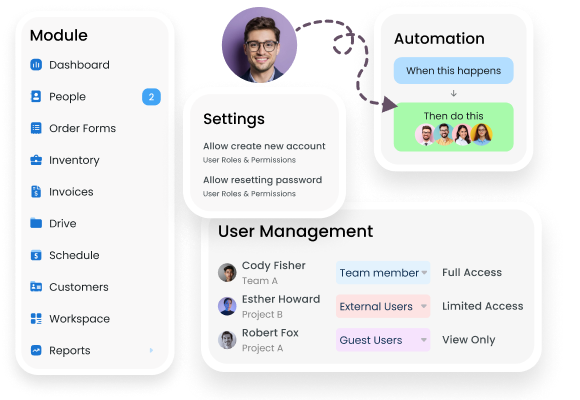 Module
Dashboard
People
2
Order Forms
Inventory
Invoices
Drive
Schedule
Customers
Workspace
Reports
Settings
Allow create new account
User Roles & Permissions
Allow resetting password
User Roles & Permissions
Automation
When this happens
Then do this
User Management
Cody Fisher
Team A
Team member
Full Access
Esther Howard
Project B
External Users
Limited Access
Robert Fox
Project A
Guest Users
View Only